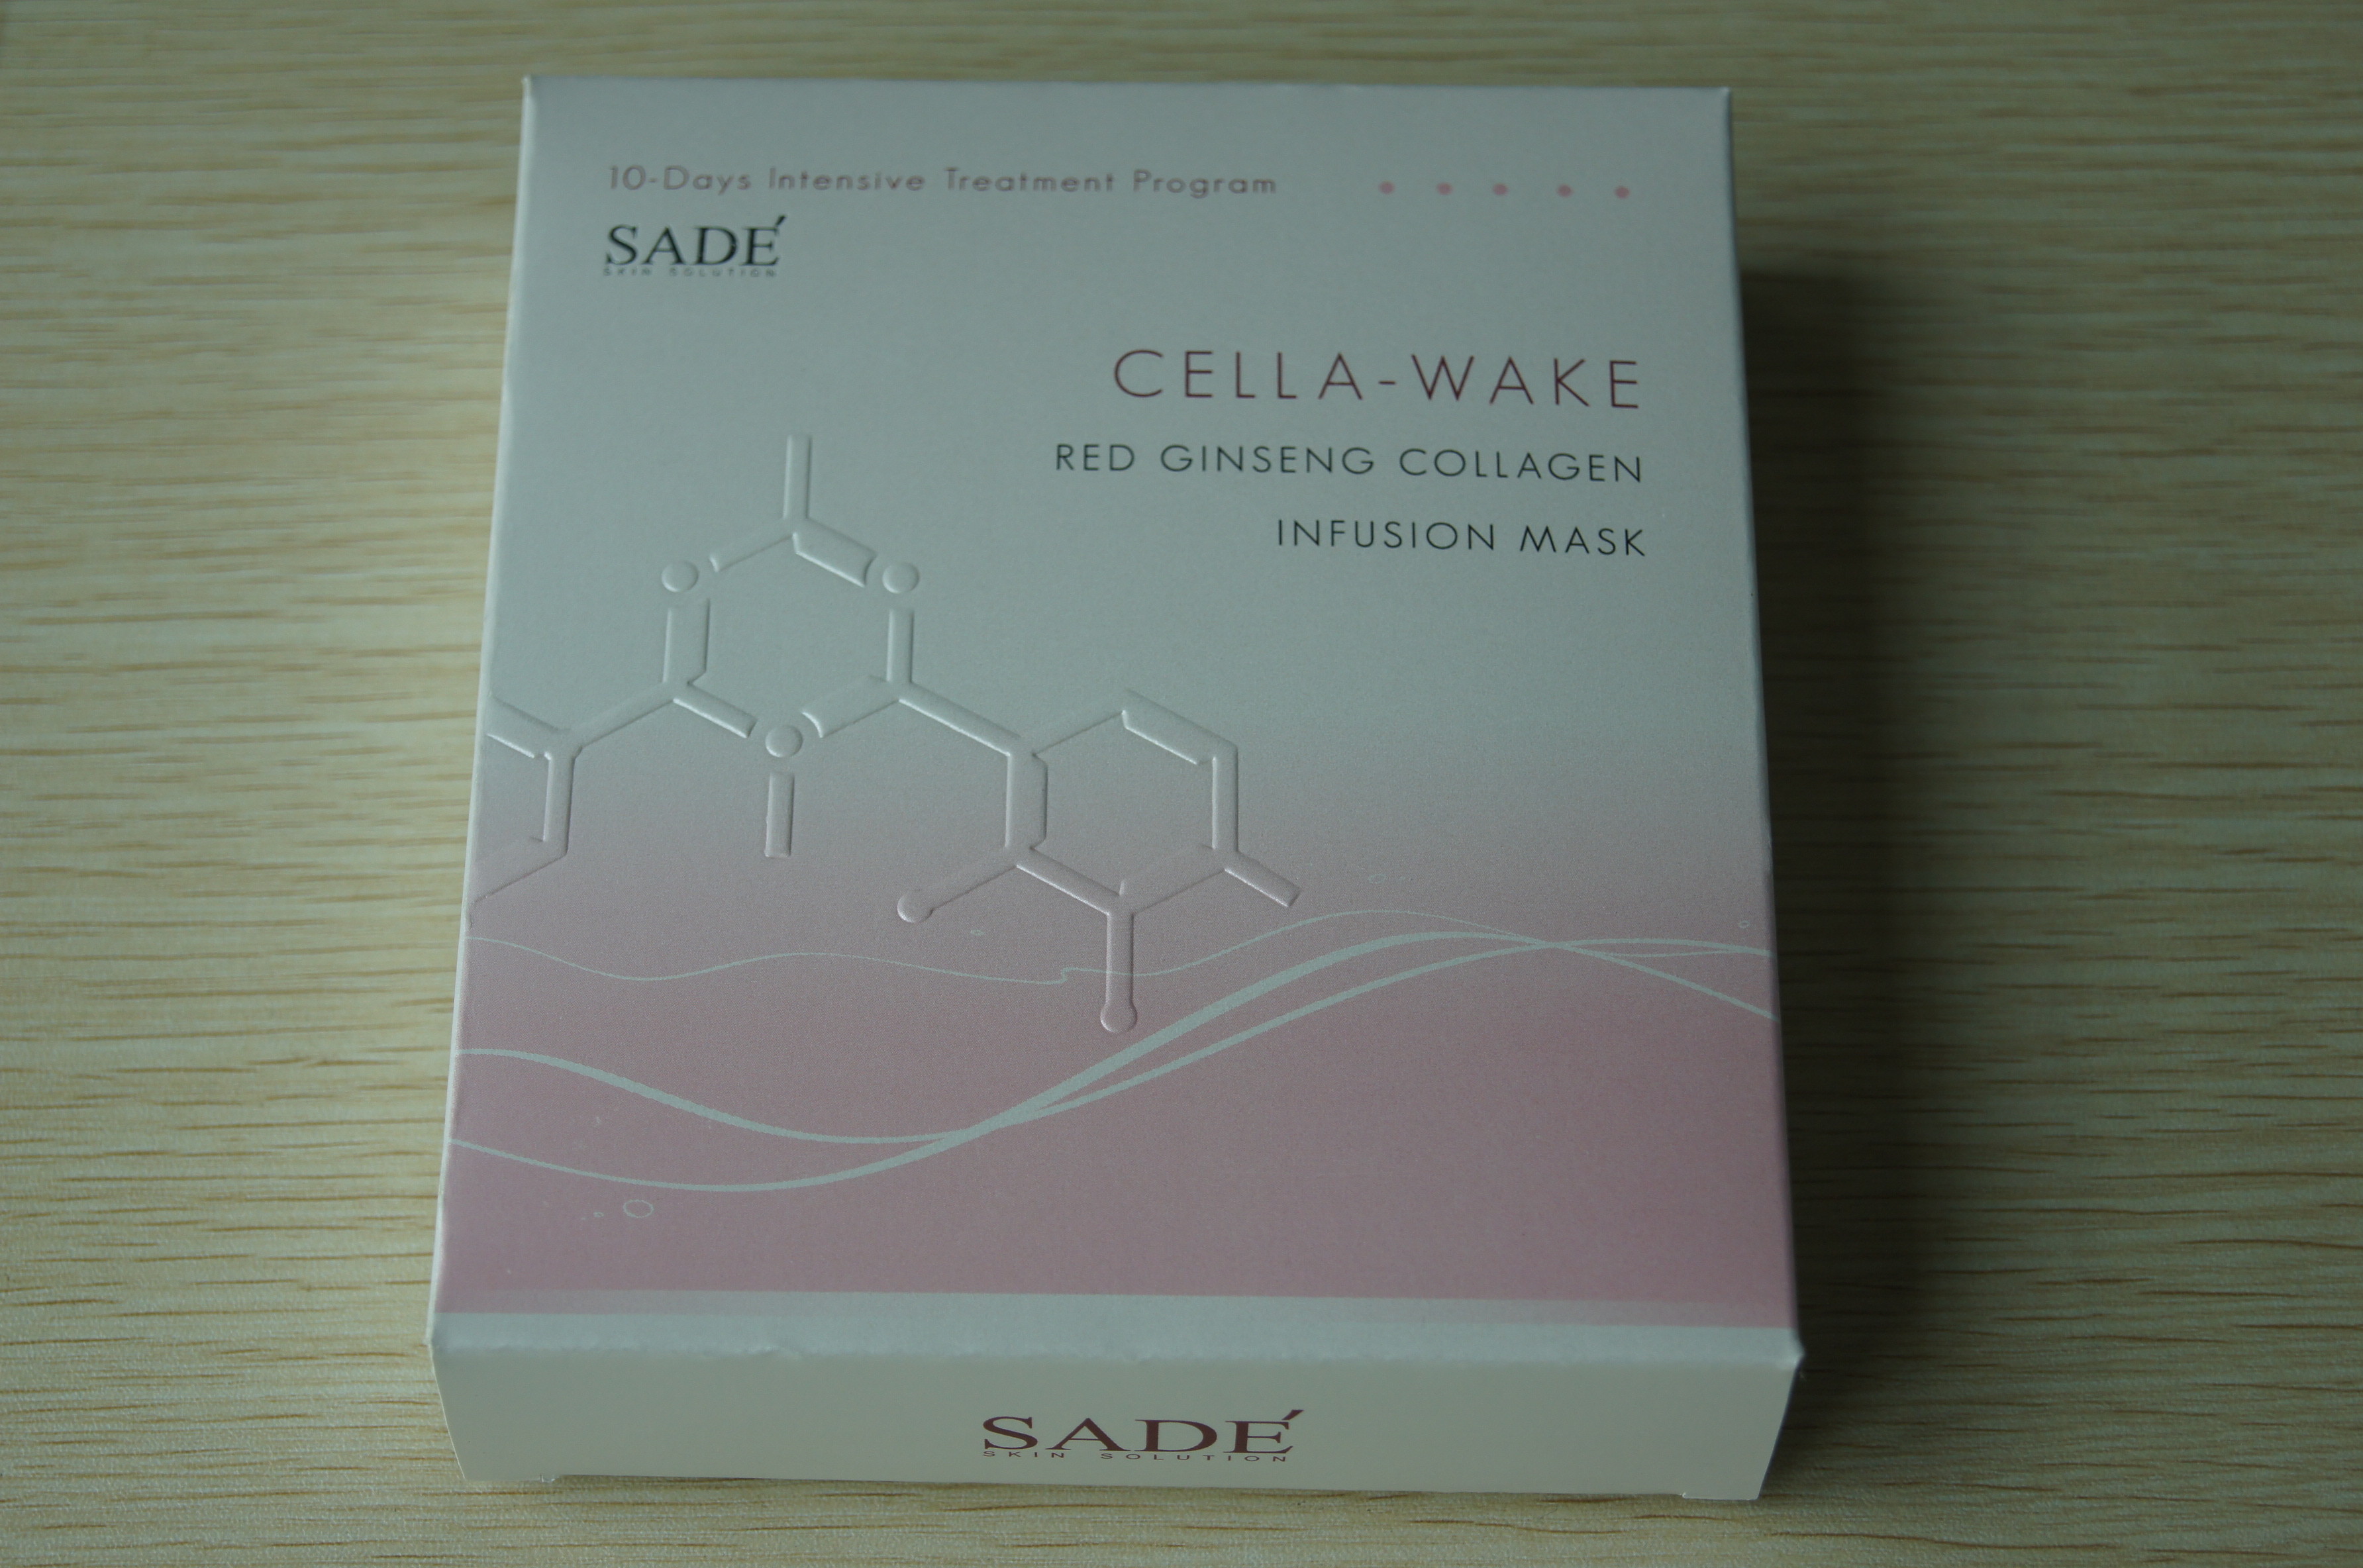 10-Days Intensive Treatment Program
SADÉ
SKIN SOLUTION
CELLA-WAKE
RED GINSENG COLLAGEN
INFUSION MASK
SADÉ
SKIN SOLUTION